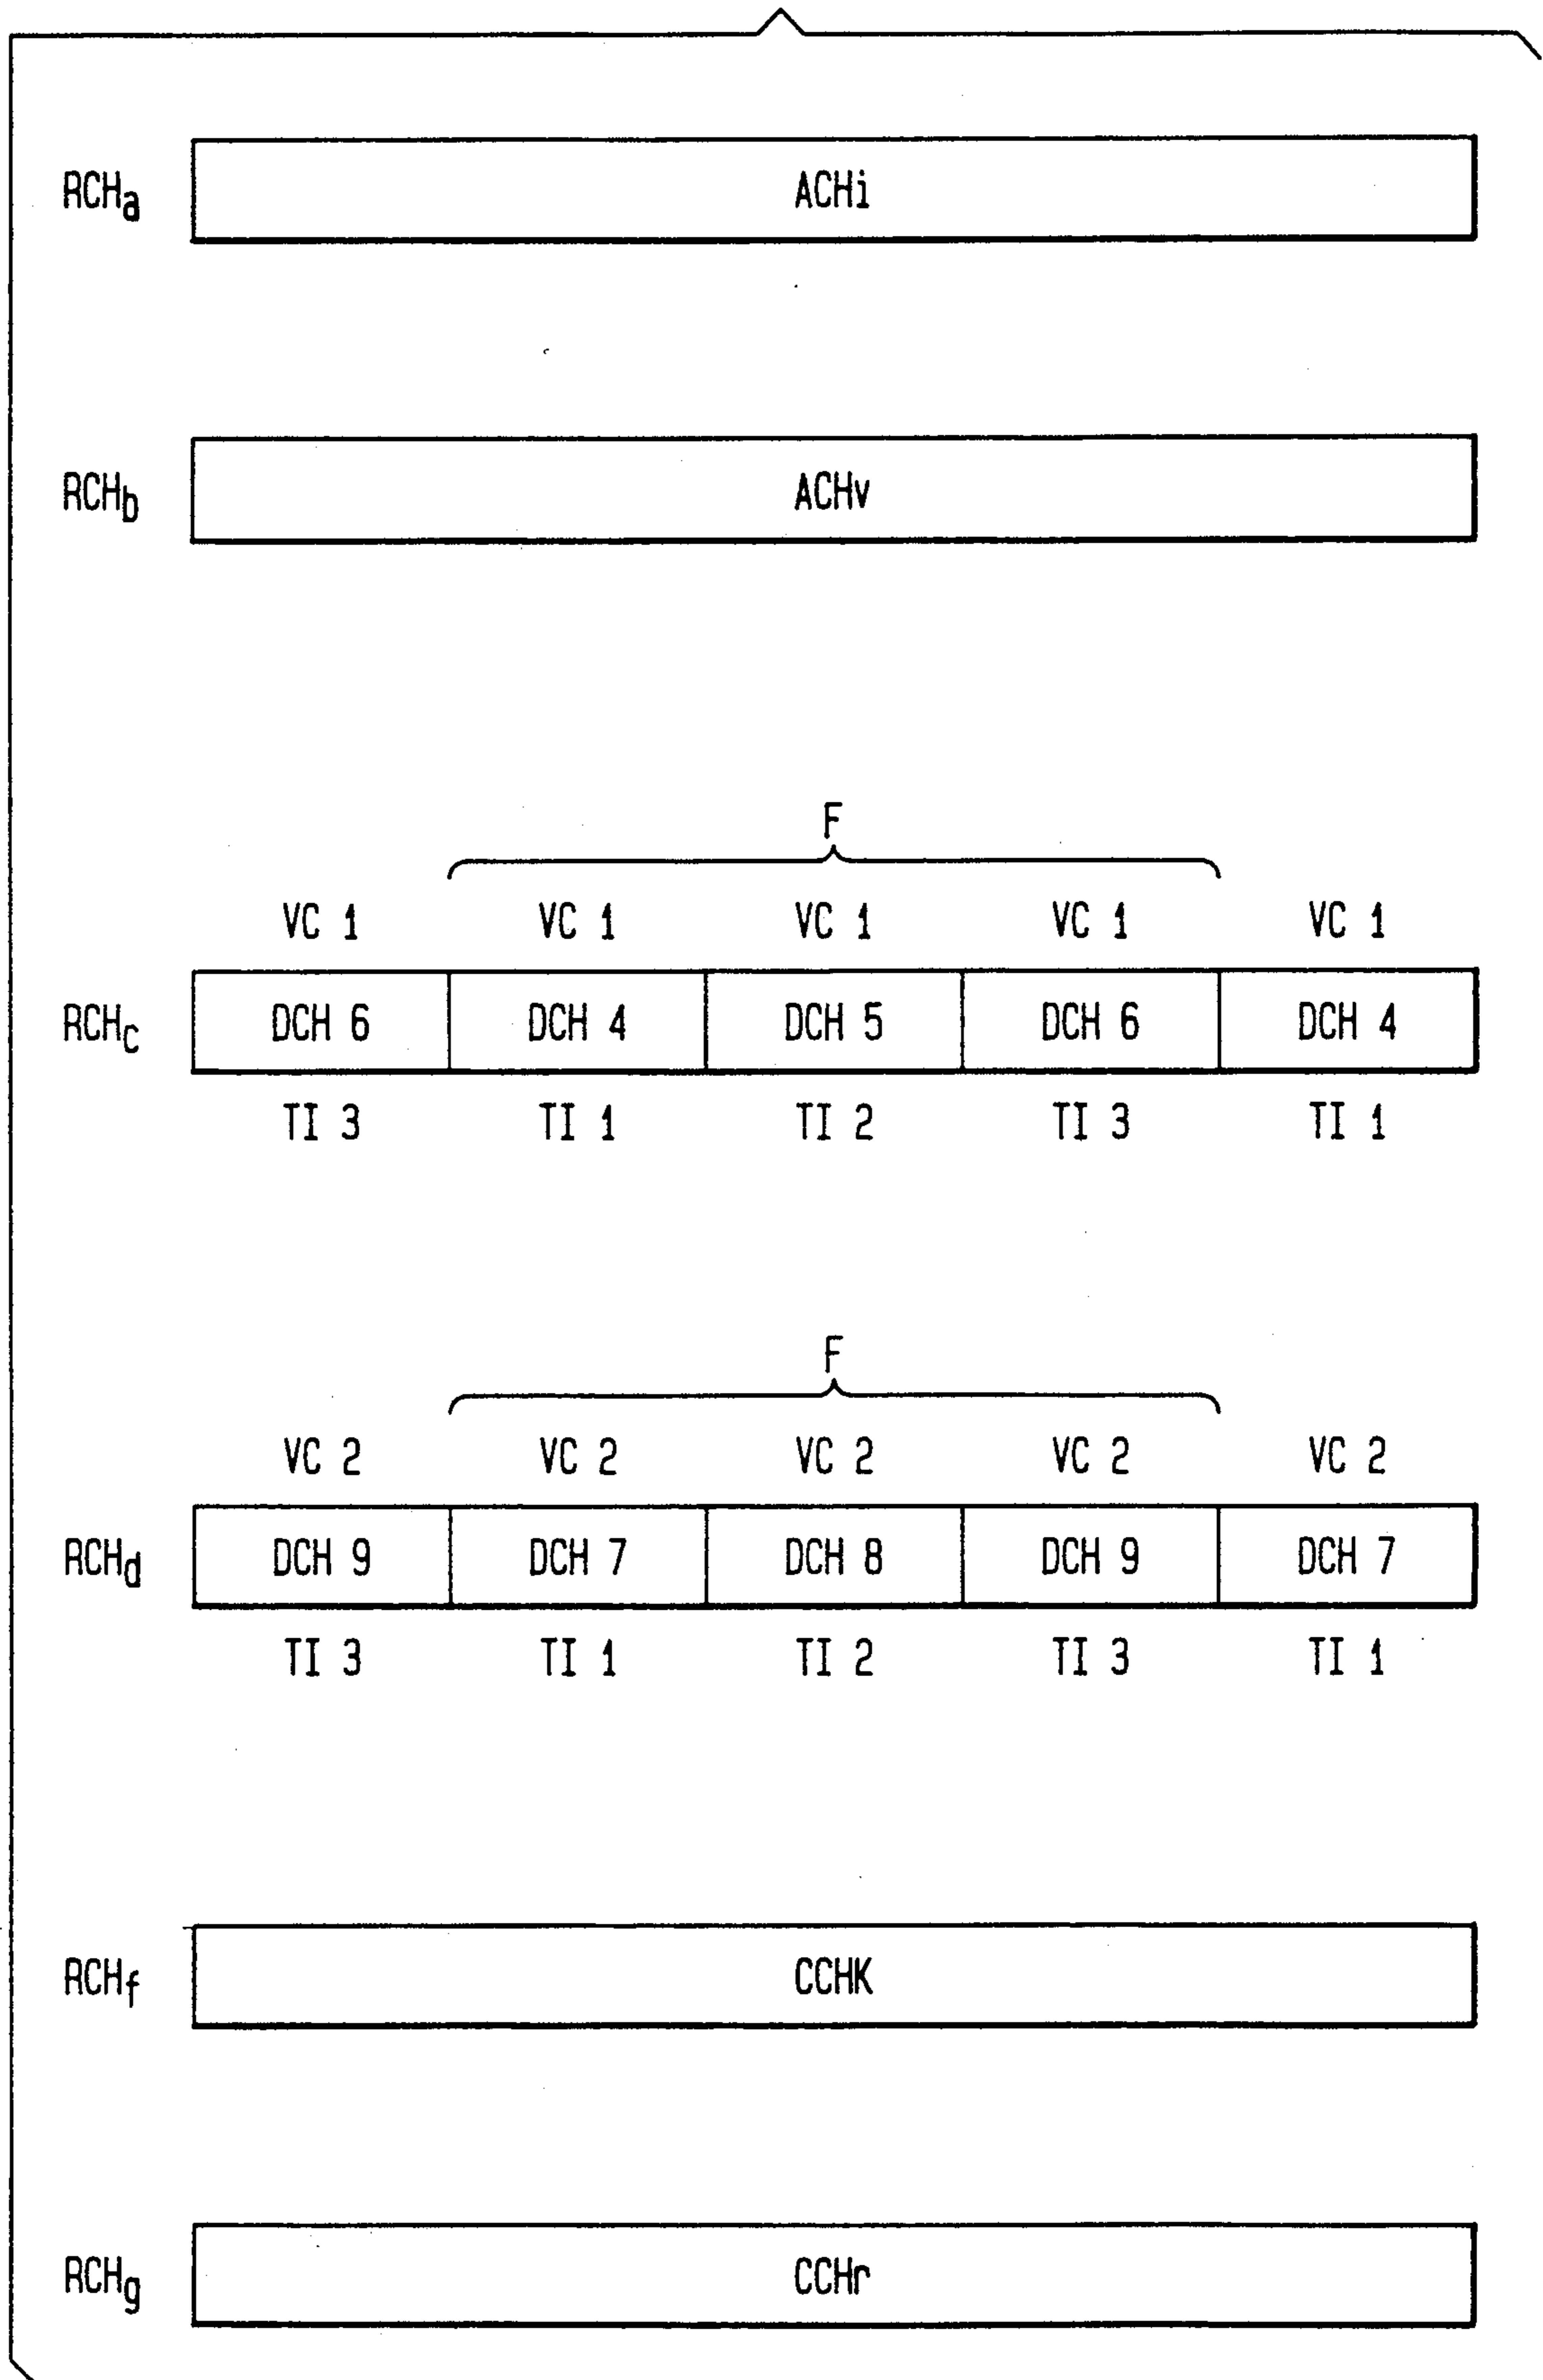 RCHa ACHi
RCHb ACHv
F
VC 1 VC 1 VC 1 VC 1 VC 1
RCHc DCH 6 DCH 4 DCH 5 DCH 6 DCH 4
TI 3 TI 1 TI 2 TI 3 TI 1
F
VC 2 VC 2 VC 2 VC 2 VC 2
RCHd DCH 9 DCH 7 DCH 8 DCH 9 DCH 7
TI 3 TI 1 TI 2 TI 3 TI 1
RCHf CCHK
RCHg CCHr